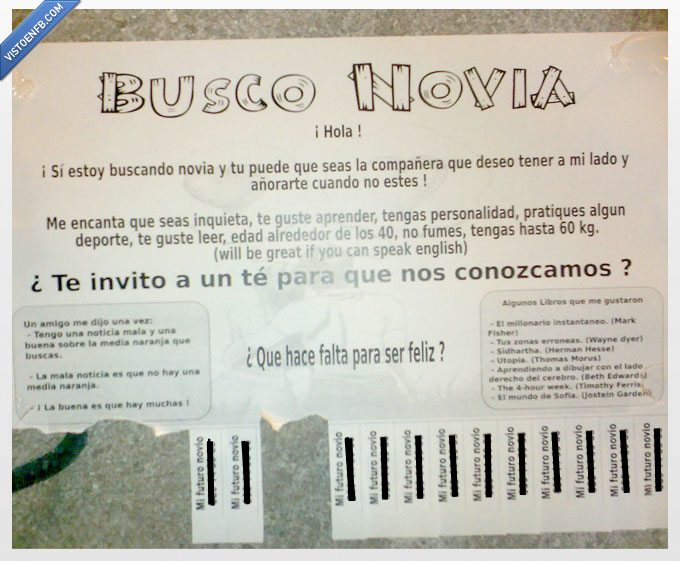 VISTOENFB.COM
BUSCO NOVIA
¡ Hola !
¡ Sí estoy buscando novia y tu puede que seas la compañera que deseo tener a mi lado y
añorarte cuando no estes !
Me encanta que seas inquieta, te guste aprender, tengas personalidad, pratiques algun
deporte, te guste leer, edad alrededor de los 40, no fumes, tengas hasta 60 kg.
(will be great if you can speak english)
¿ Te invito a un té para que nos conozcamos ?
Un amigo me dijo una vez:
- Tengo una noticia mala y una
buena sobre la media naranja que
buscas.
- La mala noticia es que no hay una
media naranja.
- ¡ La buena es que hay muchas !
¿ Que hace falta para ser feliz ?
Algunos Libros que me gustaron
- El millonario instantaneo. (Mark
Fisher)
- Tus zonas erroneas. (Wayne dyer)
- Sidhartha. (Herman Hesse)
- Utopia. (Thomas Morus)
- Aprendiendo a dibujar con el lado
derecho del cerebro. (Beth Edwards)
- The 4-hour week. (Timothy Ferris)
- El mundo de Sofia. (Jostein Garden)
Mi futuro novio
Mi futuro novio
Mi futuro novio
Mi futuro novio
Mi futuro novio
Mi futuro novio
Mi futuro novio
Mi futuro novio
Mi futuro novio
Mi futuro novio
Mi futuro novio